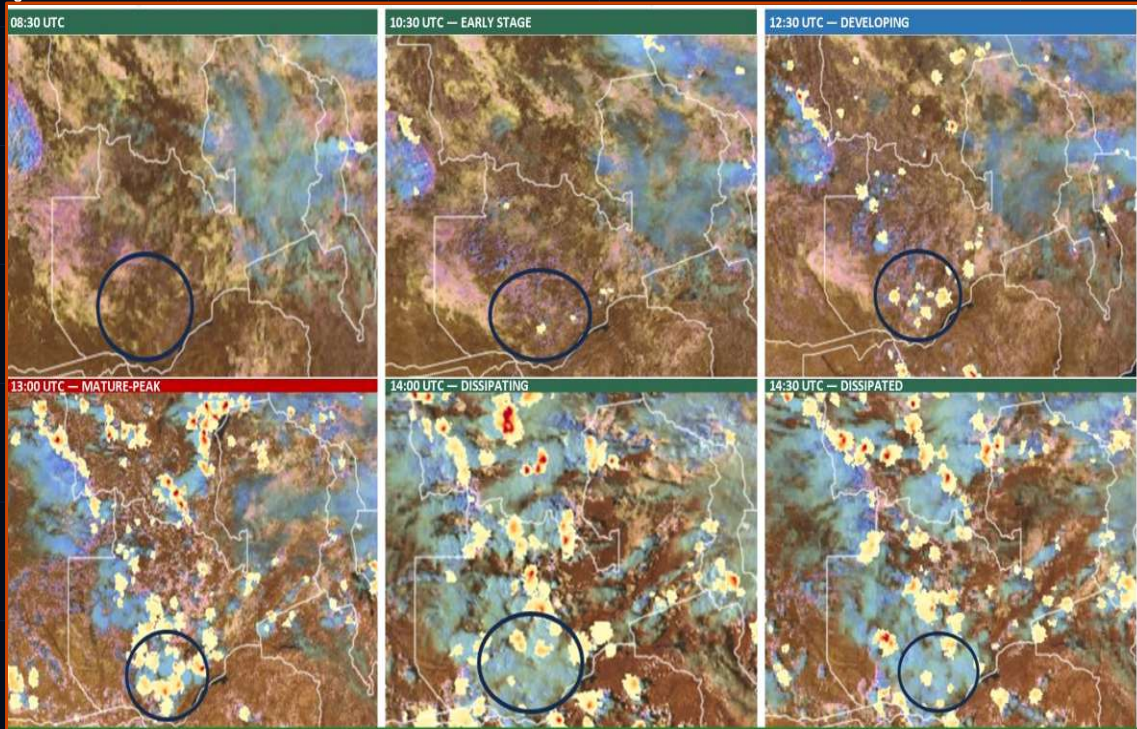 08:30 UTC
10:30 UTC — EARLY STAGE
12:30 UTC — DEVELOPING
13:00 UTC — MATURE-PEAK
14:00 UTC — DISSIPATING
14:30 UTC — DISSIPATED